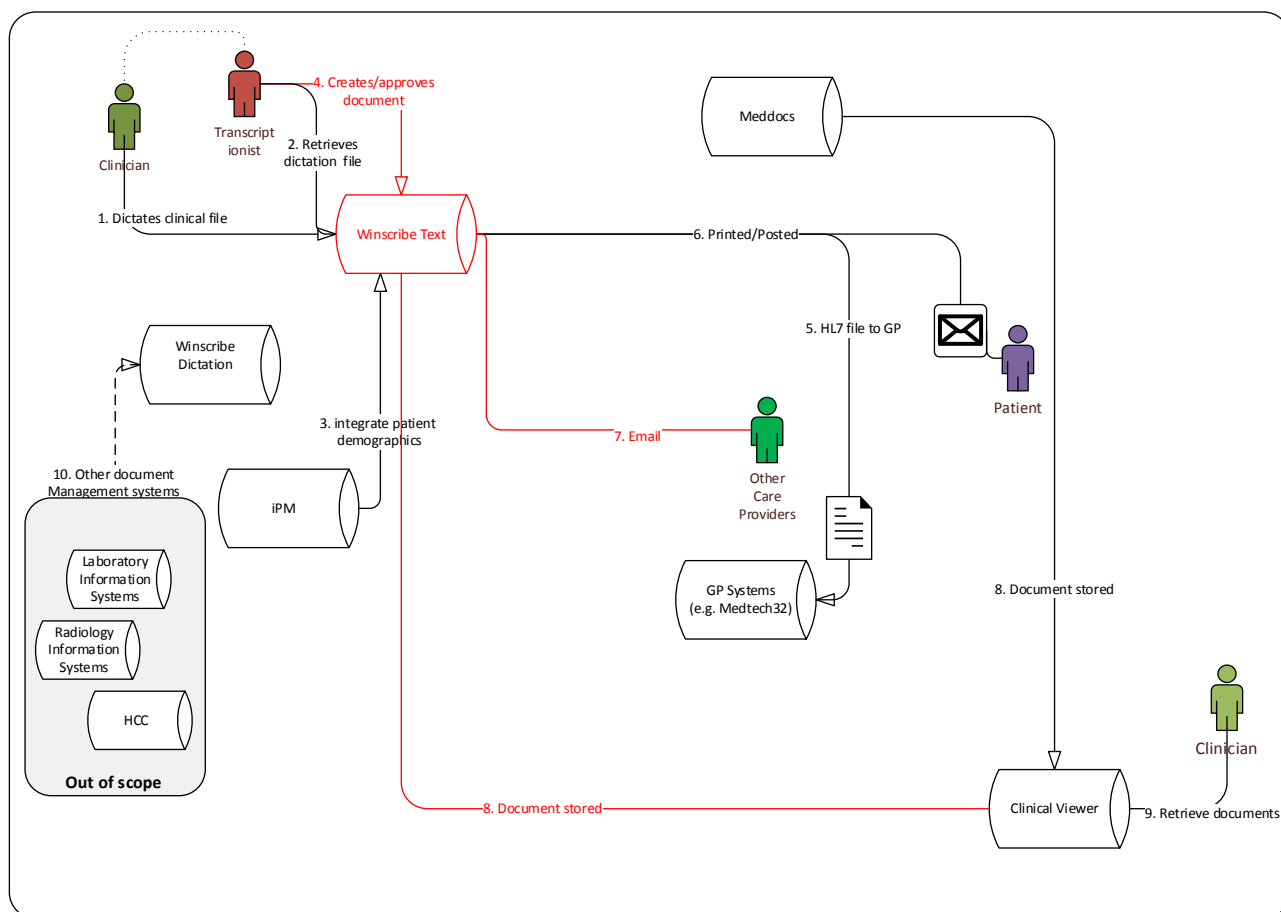 4. Creates/approves
document
Meddocs
Transcript
ionist
Clinician
2. Retrieves
dictation  file
1. Dictates clinical file
Winscribe Text
6. Printed/Posted
5. HL7 file to GP
Winscribe
Dictation
Patient
3. integrate patient
demographics
7. Email
10. Other document
Management systems
Other
Care
Providers
iPM
Laboratory
Information
Systems
GP Systems
(e.g. Medtech32)
8. Document stored
Radiology
Information
Systems
HCC
Clinician
Out of scope
8. Document stored
Clinical Viewer
9. Retrieve documents